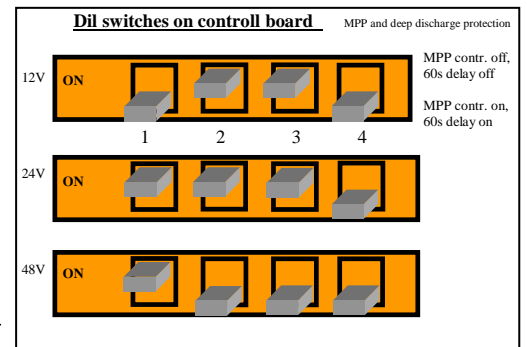 Dil switches on controll board
MPP and deep discharge protection
12V
ON
MPP contr. off,
60s delay off
MPP contr. on,
60s delay on
1 2 3 4
24V
ON
48V
ON